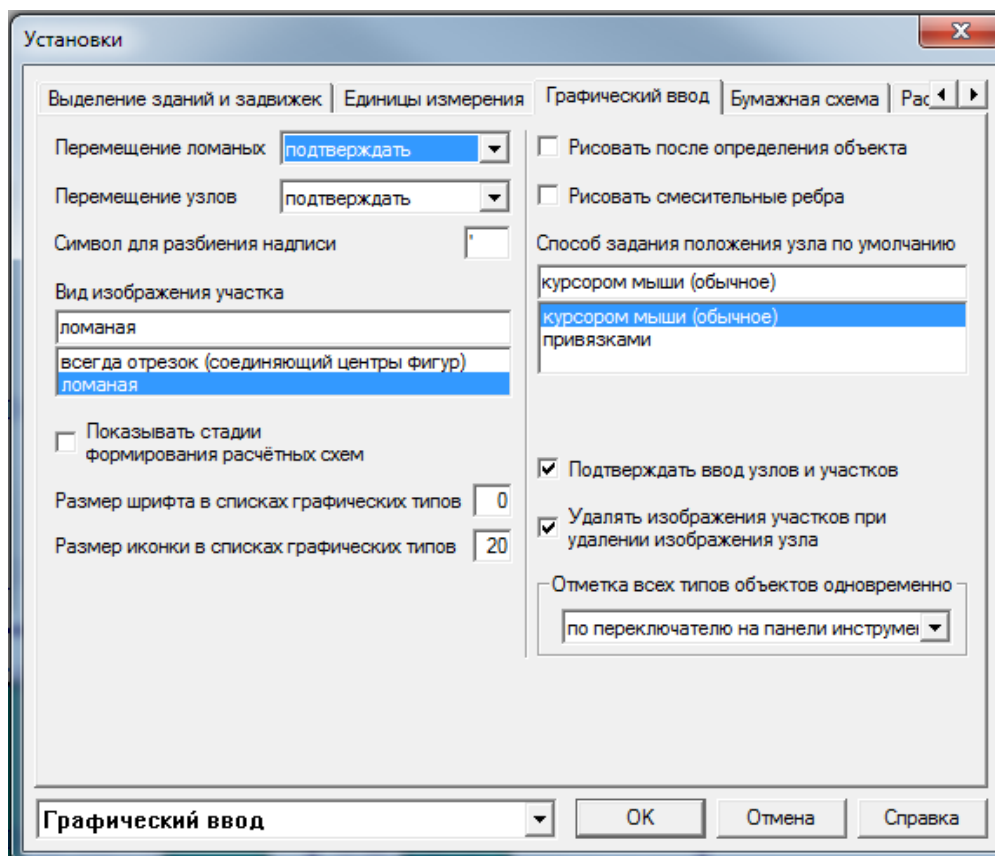 Установки
Выделение зданий и задвижек
Единицы измерения
Графический ввод
Бумажная схема
Рас
Перемещение ломаных
подтверждать
Перемещение узлов
подтверждать
Символ для разбиения надписи
'
Вид изображения участка
ломаная
всегда отрезок (соединяющий центры фигур)
ломаная
Показывать стадии
формирования расчётных схем
Размер шрифта в списках графических типов 0
Размер иконки в списках графических типов 20
Рисовать после определения объекта
Рисовать смесительные ребра
Способ задания положения узла по умолчанию
курсором мыши (обычное)
курсором мыши (обычное)
привязками
Подтверждать ввод узлов и участков
Удалять изображения участков при
удалении изображения узла
Отметка всех типов объектов одновременно
по переключателю на панели инструме
Графический ввод
OK
Отмена
Справка